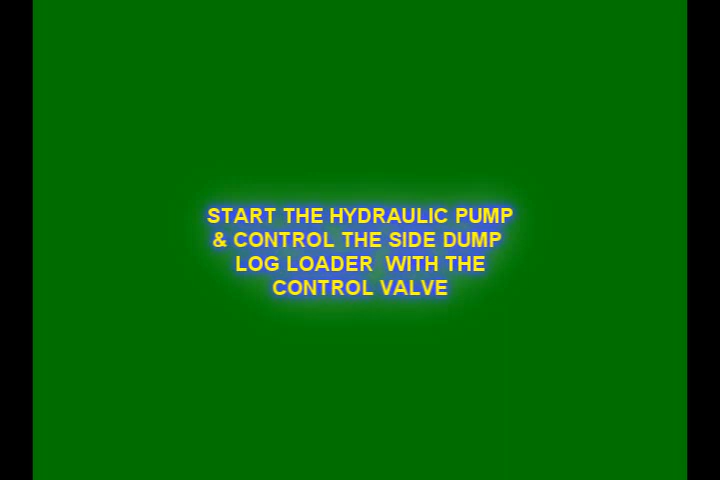 START THE HYDRAULIC PUMP
& CONTROL THE SIDE DUMP
LOG LOADER  WITH THE
CONTROL VALVE